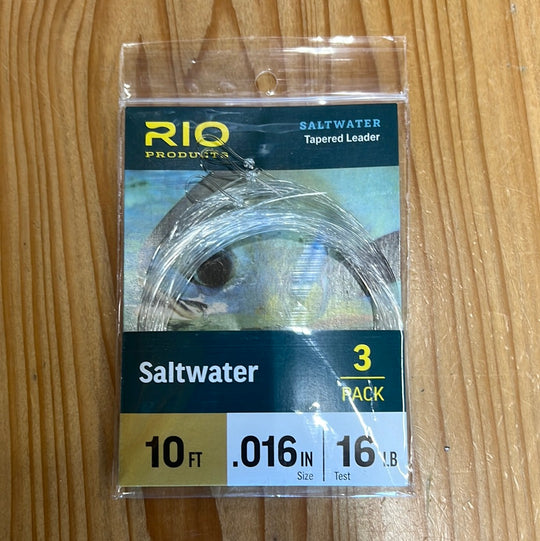 RIO
PRODUCTS
SALTWATER
Tapered Leader
Saltwater
3
PACK
10 FT
.016 IN
Size
16 LB
Test